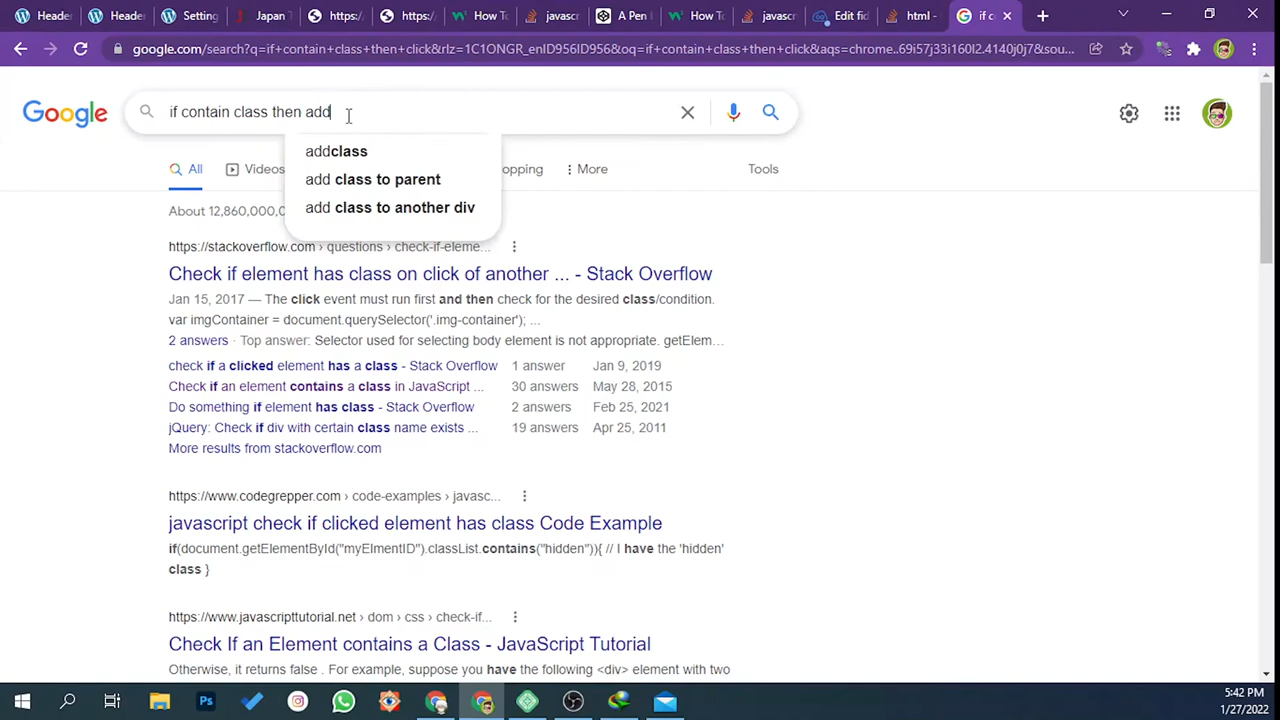 Header
Header
Setting
Japan T
https:/
https:/
How To
javascr
A Pen
How To
javascr
Edit fid
html -
if c
google.com/search?q=if+contain+class+then+click&rlz=1C1ONGR_enID956ID956&oq=if+contain+class+then+click&aqs=chrome..69i57j33i160l2.4140j0j7&sou...
Google
if contain class then add
addclass
add class to parent
add class to another div
All
Videos
opping
More
Tools
About 12,860,000,0
https://stackoverflow.com › questions › check-if-eleme...
Check if element has class on click of another ... - Stack Overflow
Jan 15, 2017 — The click event must run first and then check for the desired class/condition.
var imgContainer = document.querySelector('.img-container'); ...
2 answers · Top answer: Selector used for selecting body element is not appropriate. getElem...
check if a clicked element has a class - Stack Overflow 1 answer Jan 9, 2019
Check if an element contains a class in JavaScript ... 30 answers May 28, 2015
Do something if element has class - Stack Overflow 2 answers Feb 25, 2021
jQuery: Check if div with certain class name exists ... 19 answers Apr 25, 2011
More results from stackoverflow.com
https://www.codegrepper.com › code-examples › javasc...
javascript check if clicked element has class Code Example
if(document.getElementById("myElmentID").classList.contains("hidden")){ // I have the 'hidden'
class }
https://www.javascripttutorial.net › dom › css › check-if...
Check If an Element contains a Class - JavaScript Tutorial
Otherwise, it returns false . For example, suppose you have the following <div> element with two
5:42 PM
1/27/2022